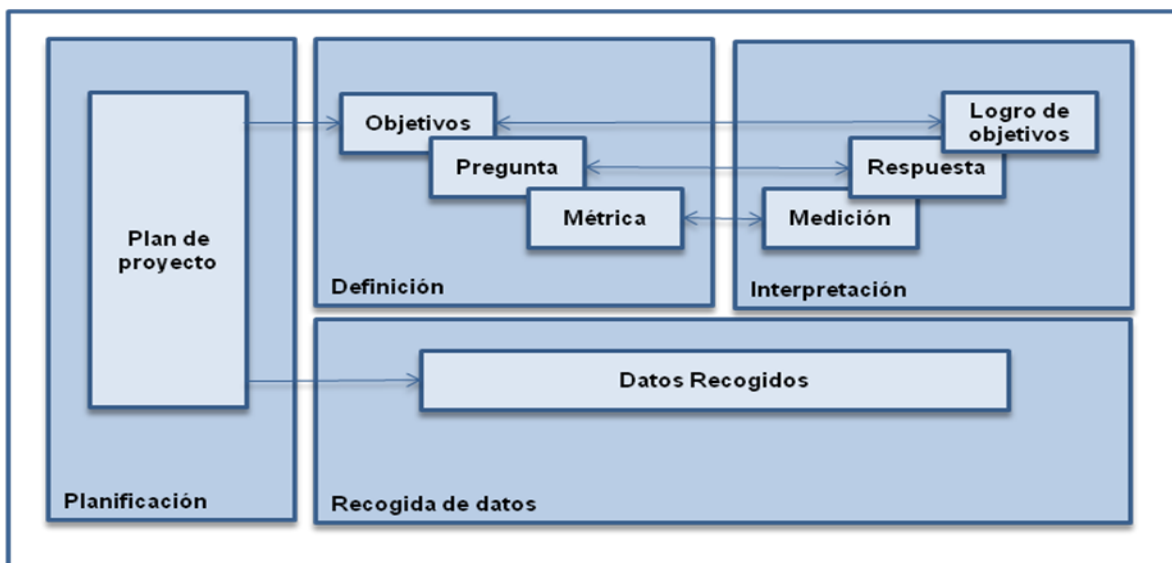 Plan de
proyecto
Planificación
Objetivos
Pregunta
Métrica
Definición
Logro de
objetivos
Respuesta
Medición
Interpretación
Datos Recogidos
Recogida de datos